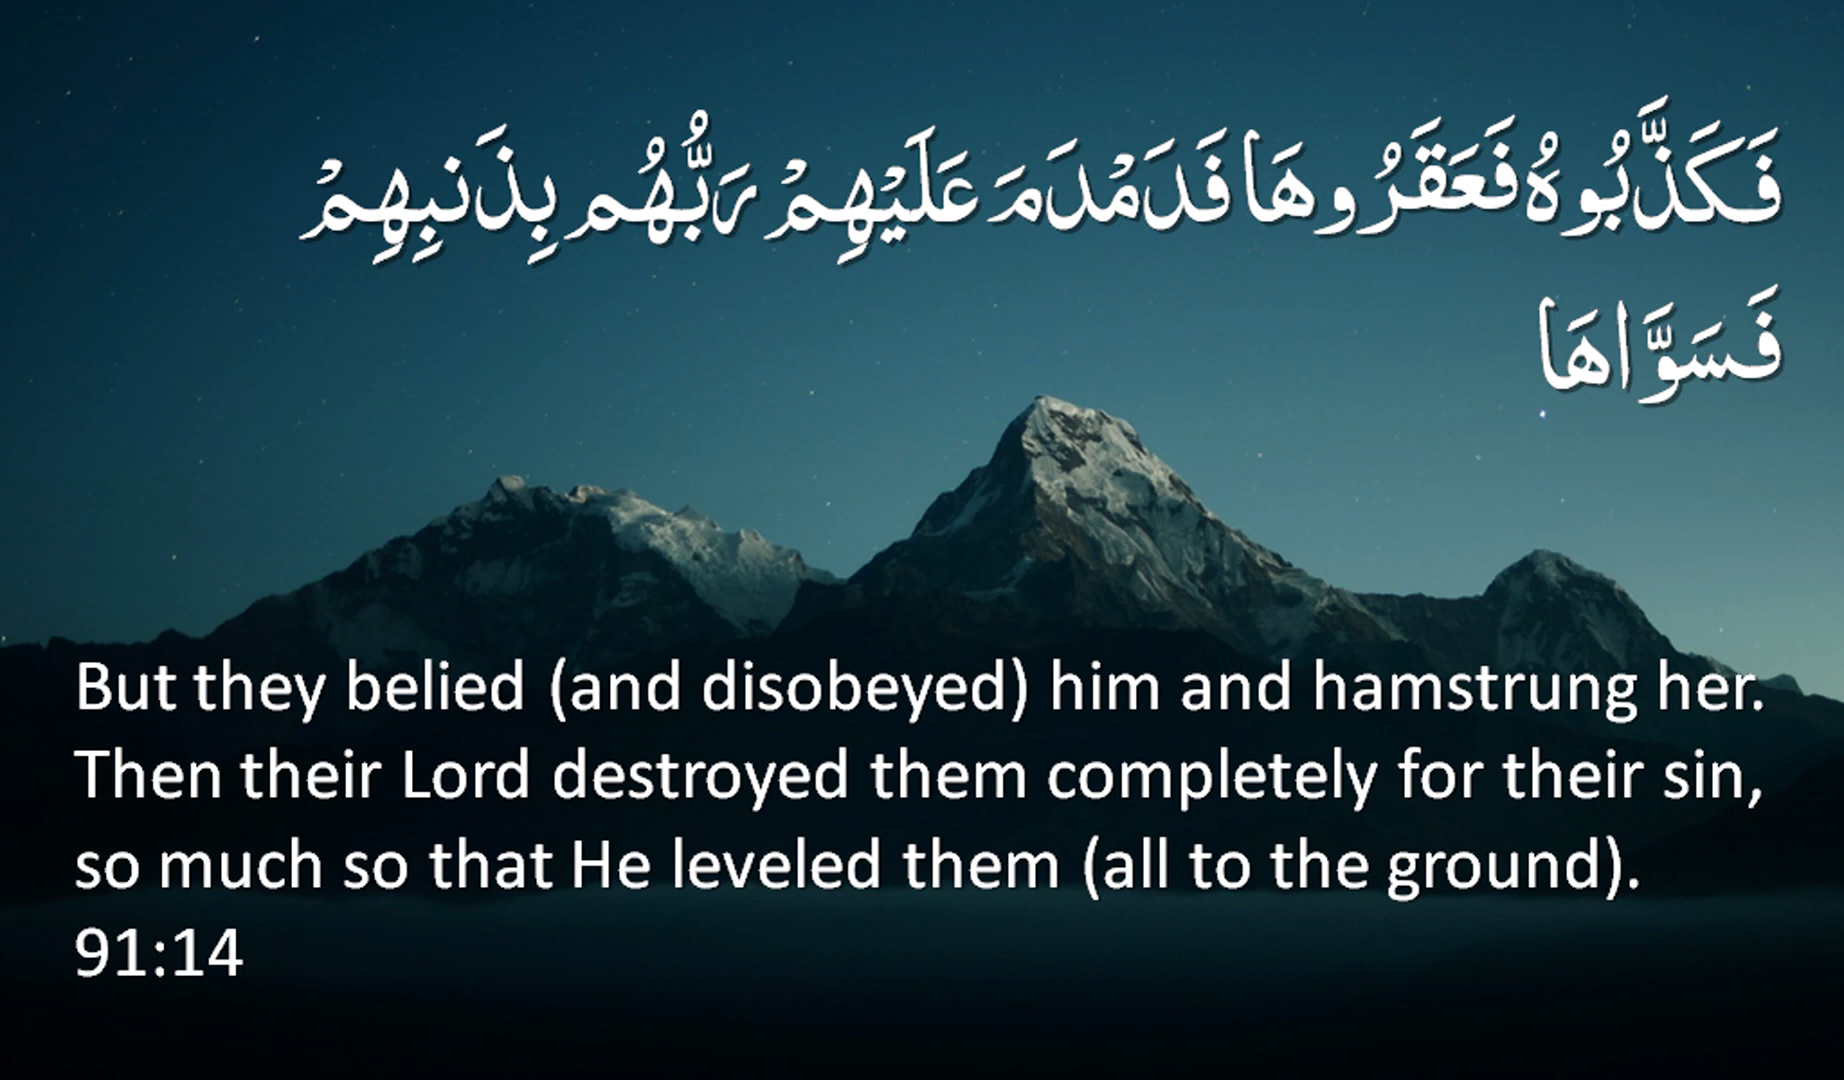 فَكَذَّبُوهُ فَعَقَرُوهَا فَدَمْدَمَ عَلَيْهِمْ رَبُّهُم بِذَنبِهِمْ
فَسَوَّاهَا
But they belied (and disobeyed) him and hamstrung her.
Then their Lord destroyed them completely for their sin,
so much so that He leveled them (all to the ground).
91:14